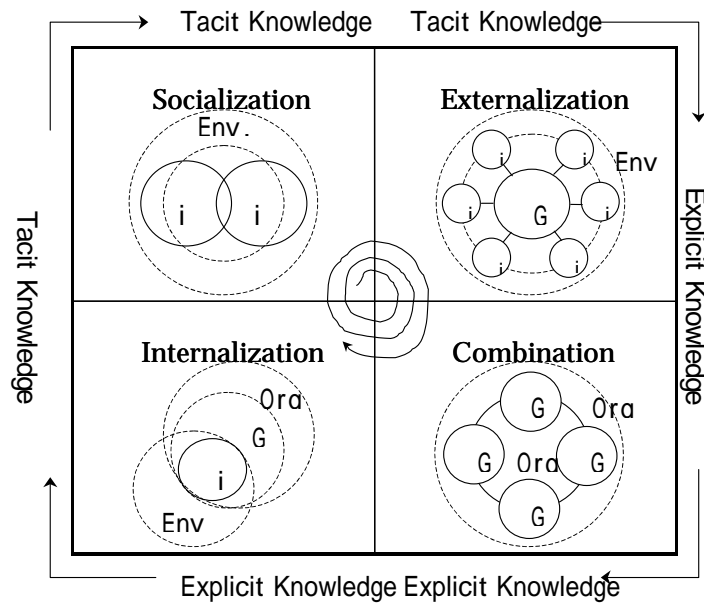 Tacit Knowledge Tacit Knowledge
Socialization
Env.
i i
Externalization
i i
Env
i G i
i i
Tacit Knowledge
Explicit Knowledge
Internalization
Org
G
i
Env
Combination
G
Org
G Org G
G
Explicit Knowledge Explicit Knowledge